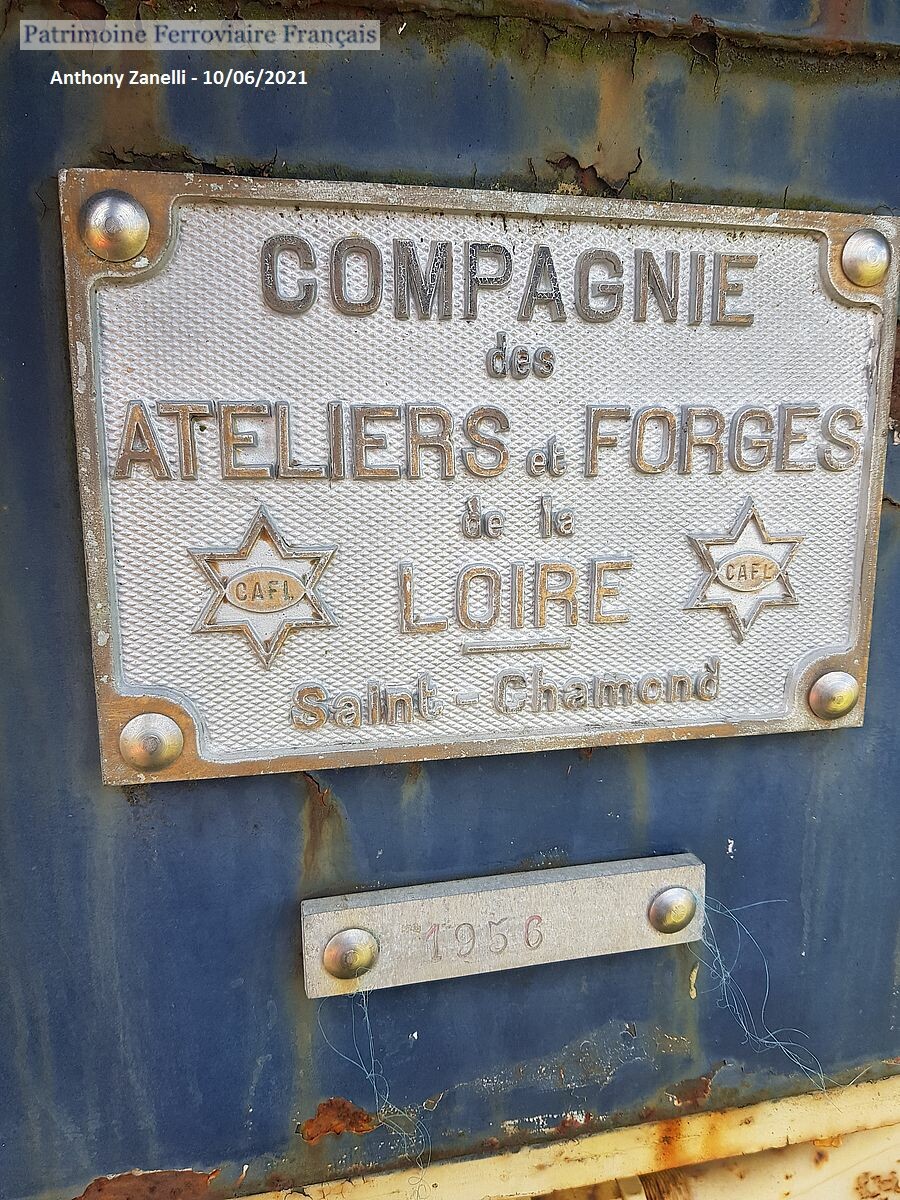 Patrimoine Ferroviaire Français
Anthony Zanelli - 10/06/2021
COMPAGNIE
des
ATELIERS et FORGES
de la
CAFL LOIRE CAFL
Saint-Chamond
1956